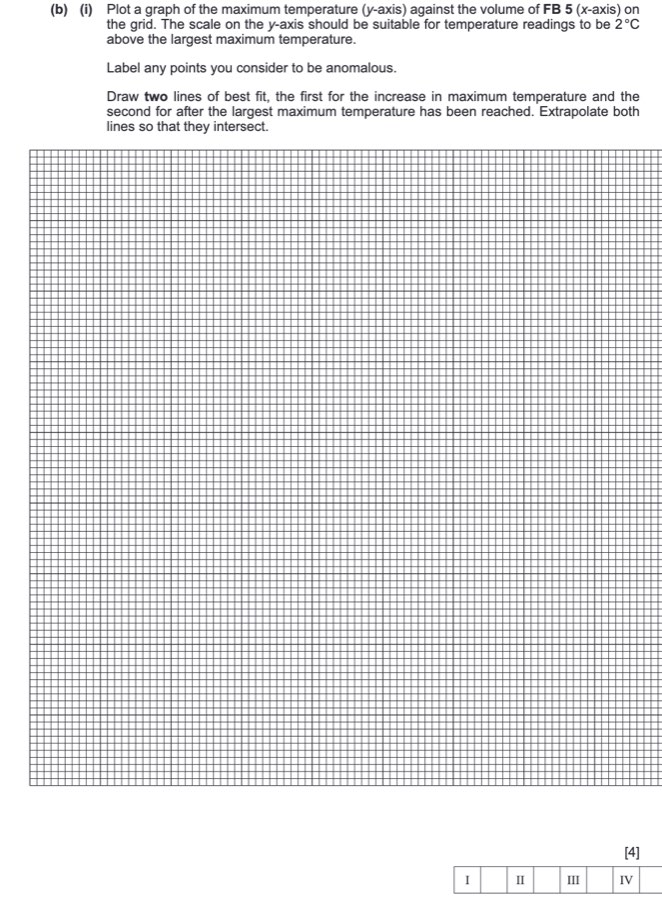 (b) (i) Plot a graph of the maximum temperature (y-axis) against the volume of FB 5 (x-axis) on
the grid. The scale on the y-axis should be suitable for temperature readings to be 2 °C
above the largest maximum temperature.
Label any points you consider to be anomalous.
Draw two lines of best fit, the first for the increase in maximum temperature and the
second for after the largest maximum temperature has been reached. Extrapolate both
lines so that they intersect.
[4]
I II III IV